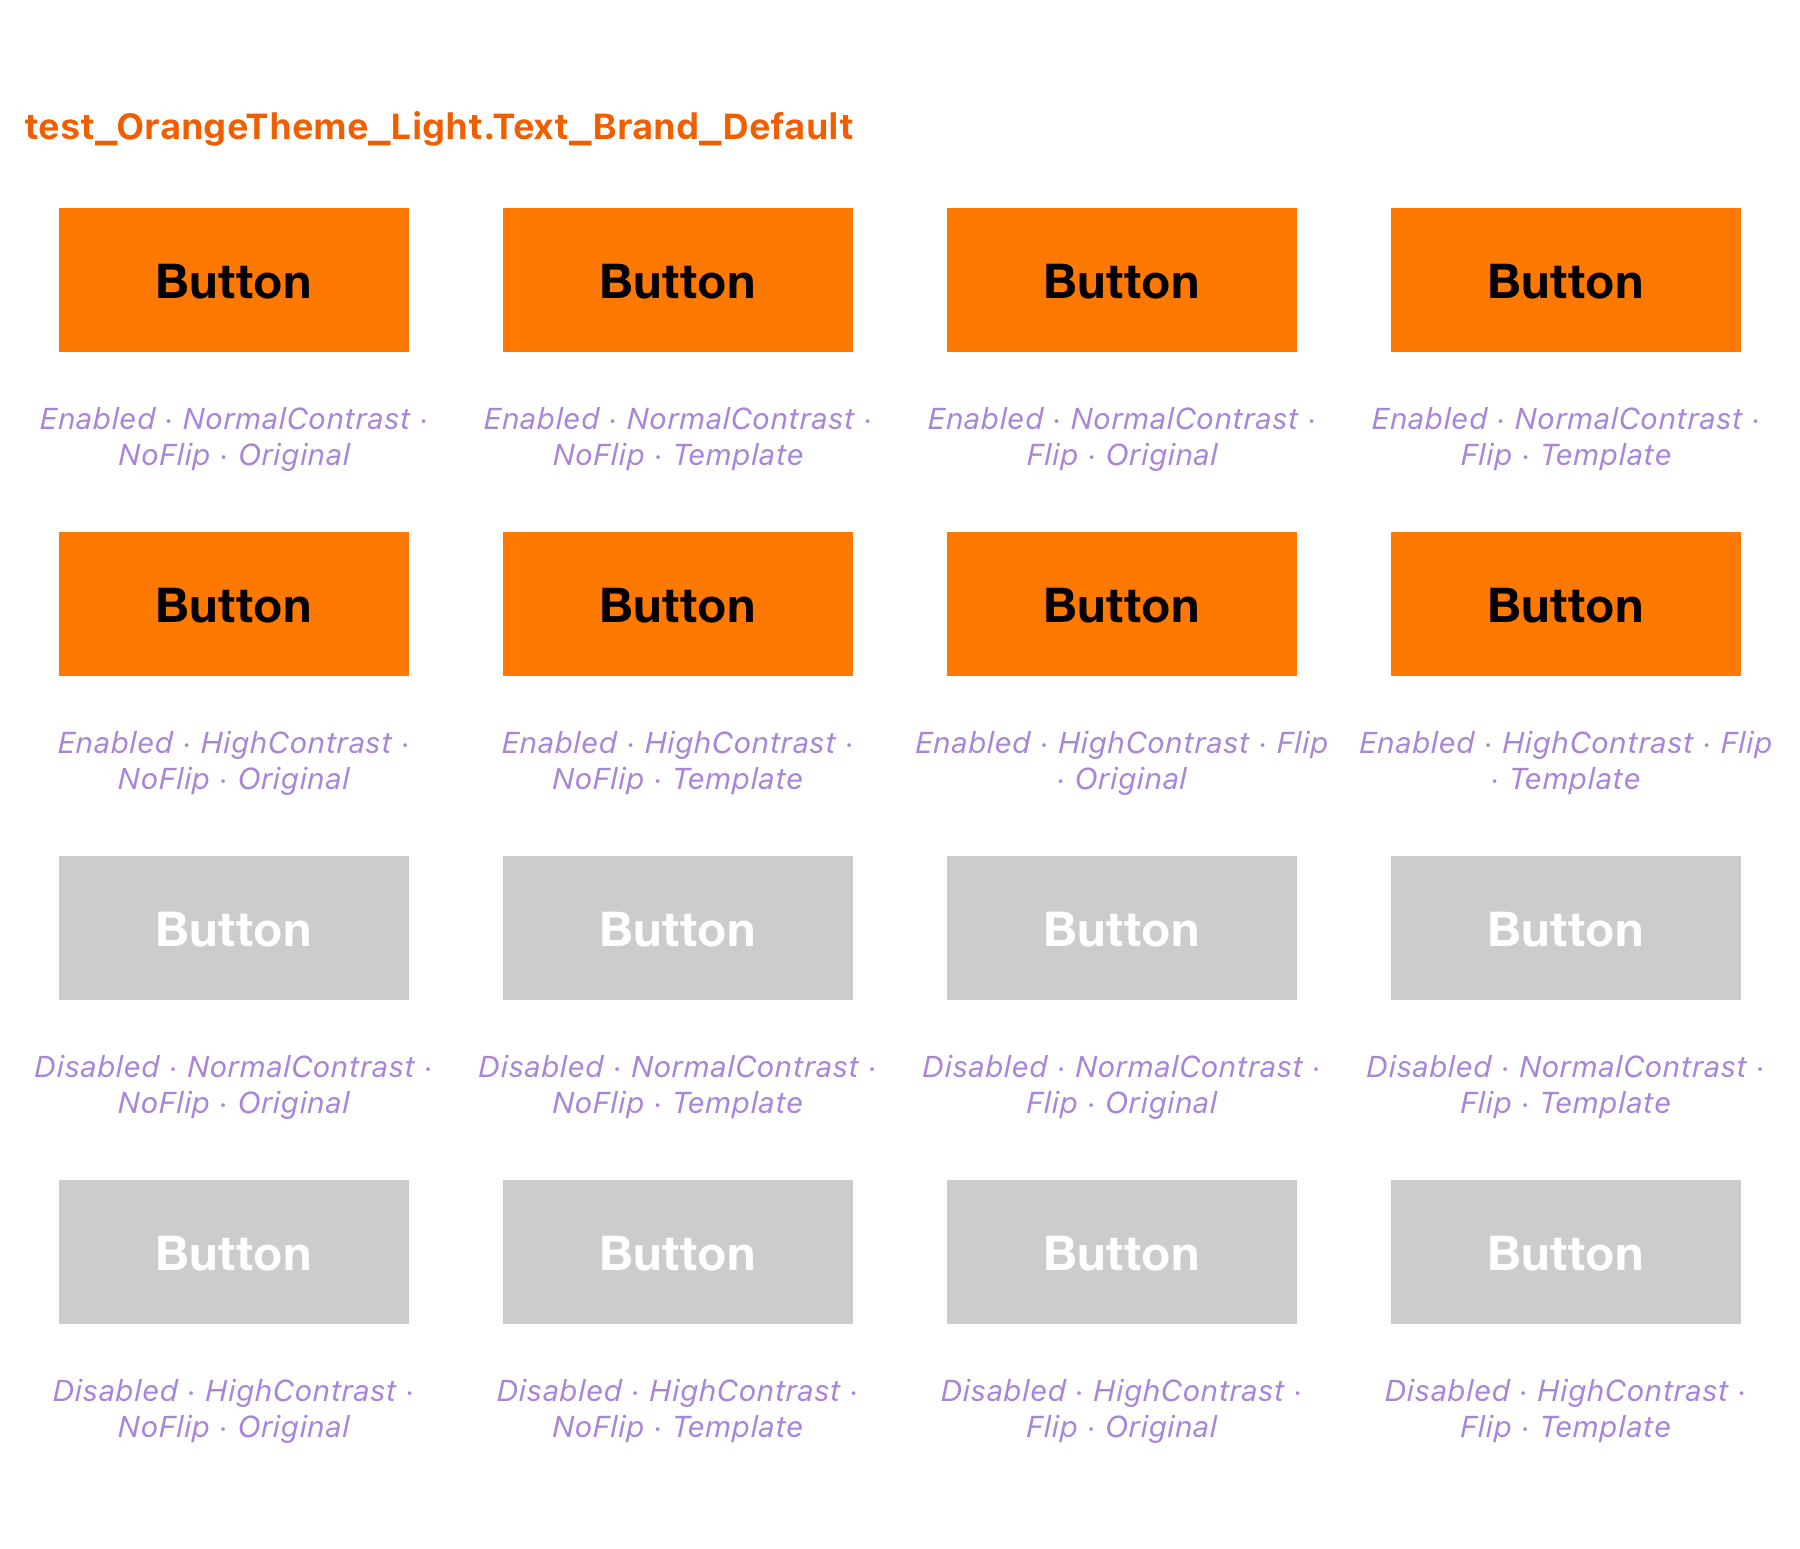 test_OrangeTheme_Light.Text_Brand_Default
Button Button Button Button
Enabled · NormalContrast · Enabled · NormalContrast · Enabled · NormalContrast · Enabled · NormalContrast ·
NoFlip · Original NoFlip · Template Flip · Original Flip · Template
Button Button Button Button
Enabled · HighContrast · Enabled · HighContrast · Enabled · HighContrast · Flip Enabled · HighContrast · Flip
NoFlip · Original NoFlip · Template · Original · Template
Button Button Button Button
Disabled · NormalContrast · Disabled · NormalContrast · Disabled · NormalContrast · Disabled · NormalContrast ·
NoFlip · Original NoFlip · Template Flip · Original Flip · Template
Button Button Button Button
Disabled · HighContrast · Disabled · HighContrast · Disabled · HighContrast · Disabled · HighContrast ·
NoFlip · Original NoFlip · Template Flip · Original Flip · Template